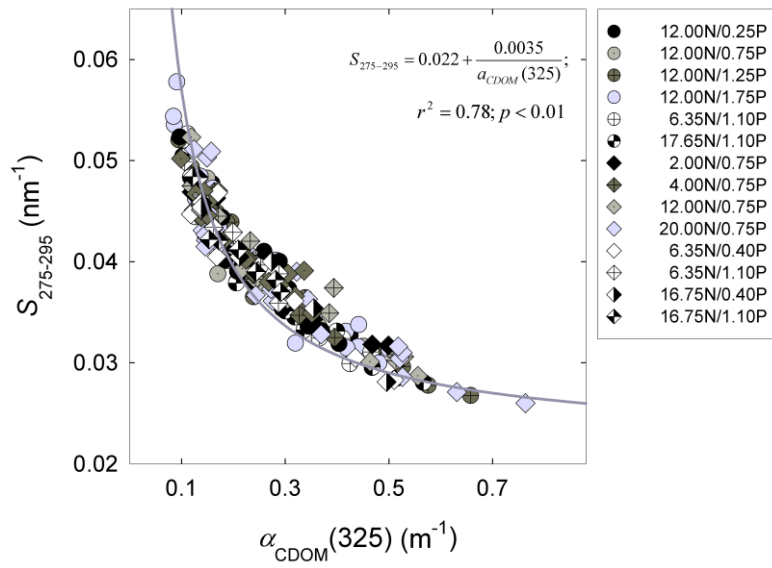 0.06
0.05
0.04
0.03
0.02
S275-295 (nm-1)
S275−295 = 0.022 + 0.0035 / aCDOM(325);
r2 = 0.78; p < 0.01
0.1 0.3 0.5 0.7
αCDOM(325) (m-1)
12.00N/0.25P
12.00N/0.75P
12.00N/1.25P
12.00N/1.75P
6.35N/1.10P
17.65N/1.10P
2.00N/0.75P
4.00N/0.75P
12.00N/0.75P
20.00N/0.75P
6.35N/0.40P
6.35N/1.10P
16.75N/0.40P
16.75N/1.10P